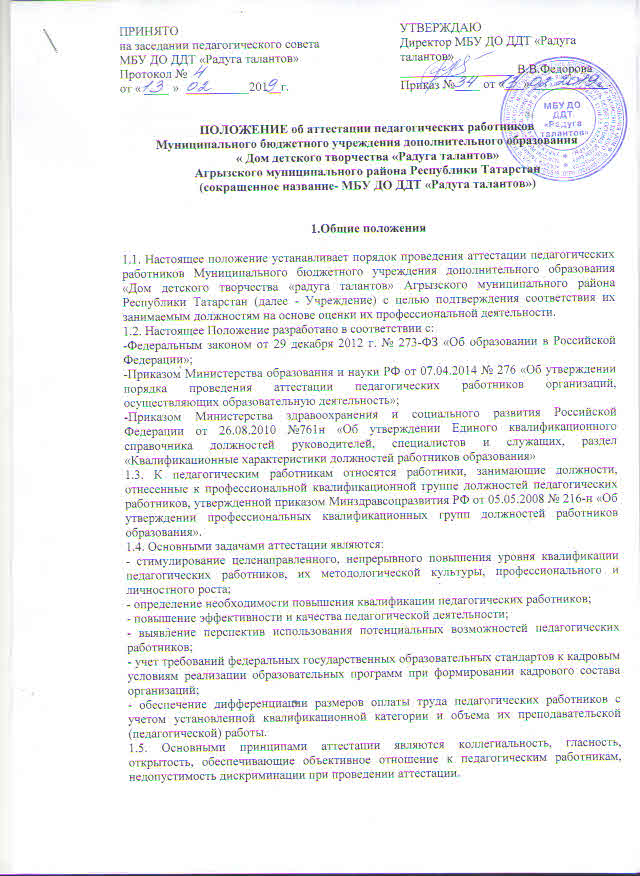 ПРИНЯТО
на заседании педагогического совета
МБУ ДО ДДТ «Радуга талантов»
Протокол № 4
от « 13 » 02 2019 г.
УТВЕРЖДАЮ
Директор МБУ ДО ДДТ «Радуга
талантов»
В.В.Федорова
Приказ № 34 от «13» 02 2019 г.
МБУ ДО
ДДТ
«Радуга
талантов»
ПОЛОЖЕНИЕ об аттестации педагогических работников
Муниципального бюджетного учреждения дополнительного образования
« Дом детского творчества «Радуга талантов»
Агрызского муниципального района Республики Татарстан
(сокращенное название- МБУ ДО ДДТ «Радуга талантов»)
1.Общие положения
1.1. Настоящее положение устанавливает порядок проведения аттестации педагогических
работников Муниципального бюджетного учреждения дополнительного образования
«Дом детского творчества «радуга талантов» Агрызского муниципального района
Республики Татарстан (далее - Учреждение) с целью подтверждения соответствия их
занимаемым должностям на основе оценки их профессиональной деятельности.
1.2. Настоящее Положение разработано в соответствии с:
-Федеральным законом от 29 декабря 2012 г. № 273-ФЗ «Об образовании в Российской
Федерации»;
-Приказом Министерства образования и науки РФ от 07.04.2014 № 276 «Об утверждении
порядка проведения аттестации педагогических работников организаций,
осуществляющих образовательную деятельность»;
-Приказом Министерства здравоохранения и социального развития Российской
Федерации от 26.08.2010 №761н «Об утверждении Единого квалификационного
справочника должностей руководителей, специалистов и служащих, раздел
«Квалификационные характеристики должностей работников образования»
1.3. К педагогическим работникам относятся работники, занимающие должности,
отнесенные к профессиональной квалификационной группе должностей педагогических
работников, утвержденной приказом Минздравсоцразвития РФ от 05.05.2008 № 216-н «Об
утверждении профессиональных квалификационных групп должностей работников
образования».
1.4. Основными задачами аттестации являются:
- стимулирование целенаправленного, непрерывного повышения уровня квалификации
педагогических работников, их методологической культуры, профессионального и
личностного роста;
- определение необходимости повышения квалификации педагогических работников;
- повышение эффективности и качества педагогической деятельности;
- выявление перспектив использования потенциальных возможностей педагогических
работников;
- учет требований федеральных государственных образовательных стандартов к кадровым
условиям реализации образовательных программ при формировании кадрового состава
организаций;
- обеспечение дифференциации размеров оплаты труда педагогических работников с
учетом установленной квалификационной категории и объема их преподавательской
(педагогической) работы.
1.5. Основными принципами аттестации являются коллегиальность, гласность,
открытость, обеспечивающие объективное отношение к педагогическим работникам,
недопустимость дискриминации при проведении аттестации.